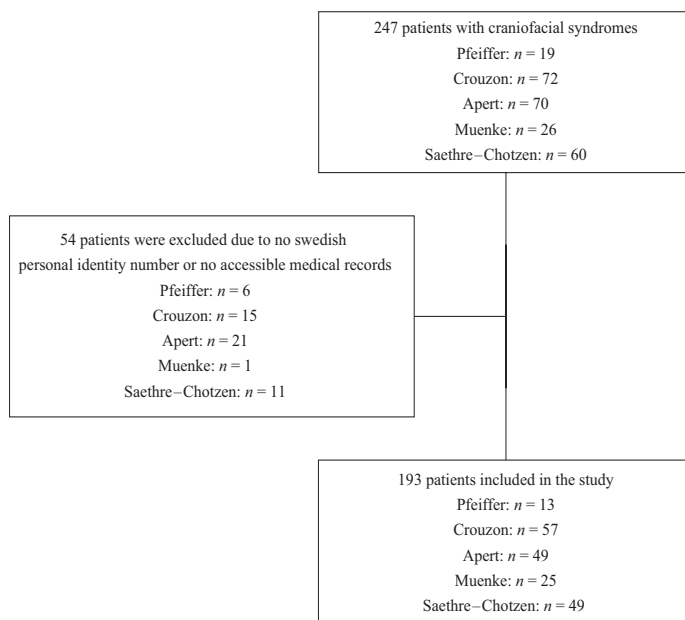 247 patients with craniofacial syndromes
Pfeiffer: n = 19
Crouzon: n = 72
Apert: n = 70
Muenke: n = 26
Saethre–Chotzen: n = 60
54 patients were excluded due to no swedish
personal identity number or no accessible medical records
Pfeiffer: n = 6
Crouzon: n = 15
Apert: n = 21
Muenke: n = 1
Saethre–Chotzen: n = 11
193 patients included in the study
Pfeiffer: n = 13
Crouzon: n = 57
Apert: n = 49
Muenke: n = 25
Saethre–Chotzen: n = 49